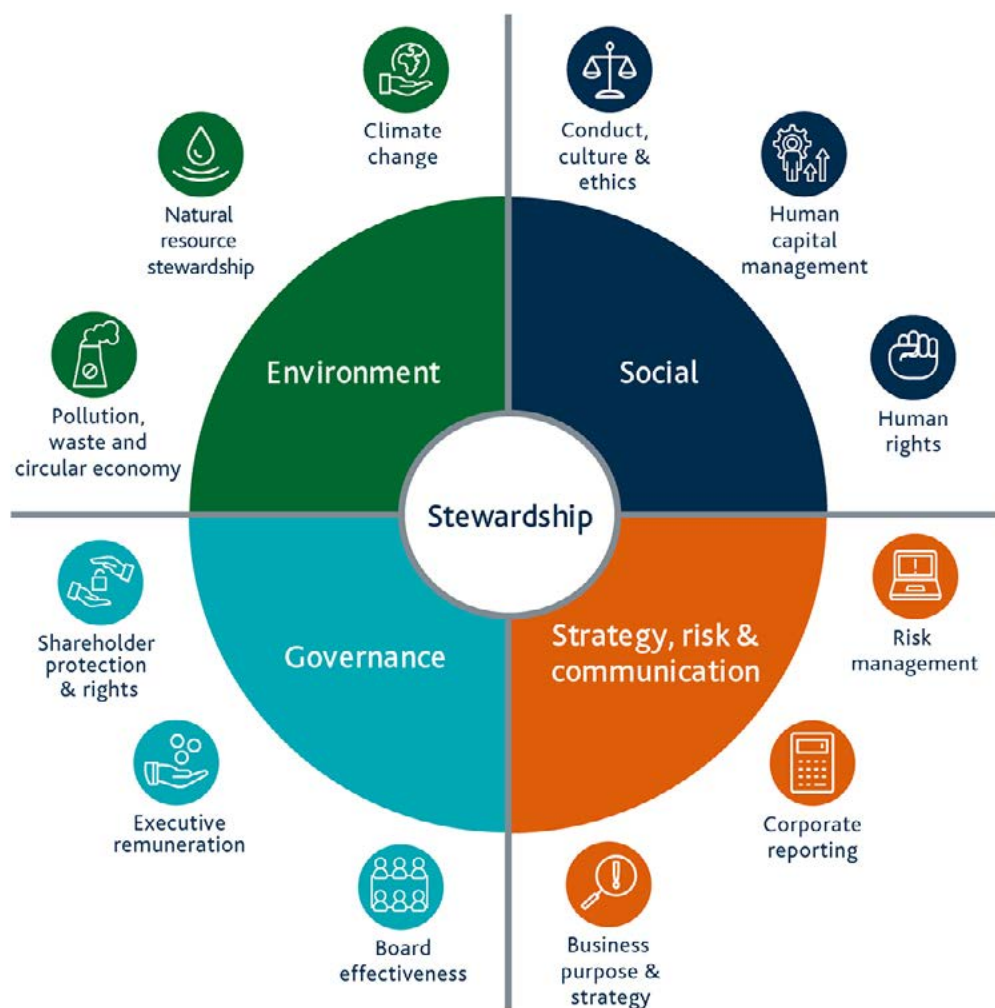 Climate
change
Natural
resource
stewardship
Pollution,
waste and
circular economy
Environment
Conduct,
culture &
ethics
Human
capital
management
Human
rights
Social
Stewardship
Shareholder
protection
& rights
Executive
remuneration
Board
effectiveness
Governance
Strategy, risk &
communication
Risk
management
Corporate
reporting
Business
purpose &
strategy